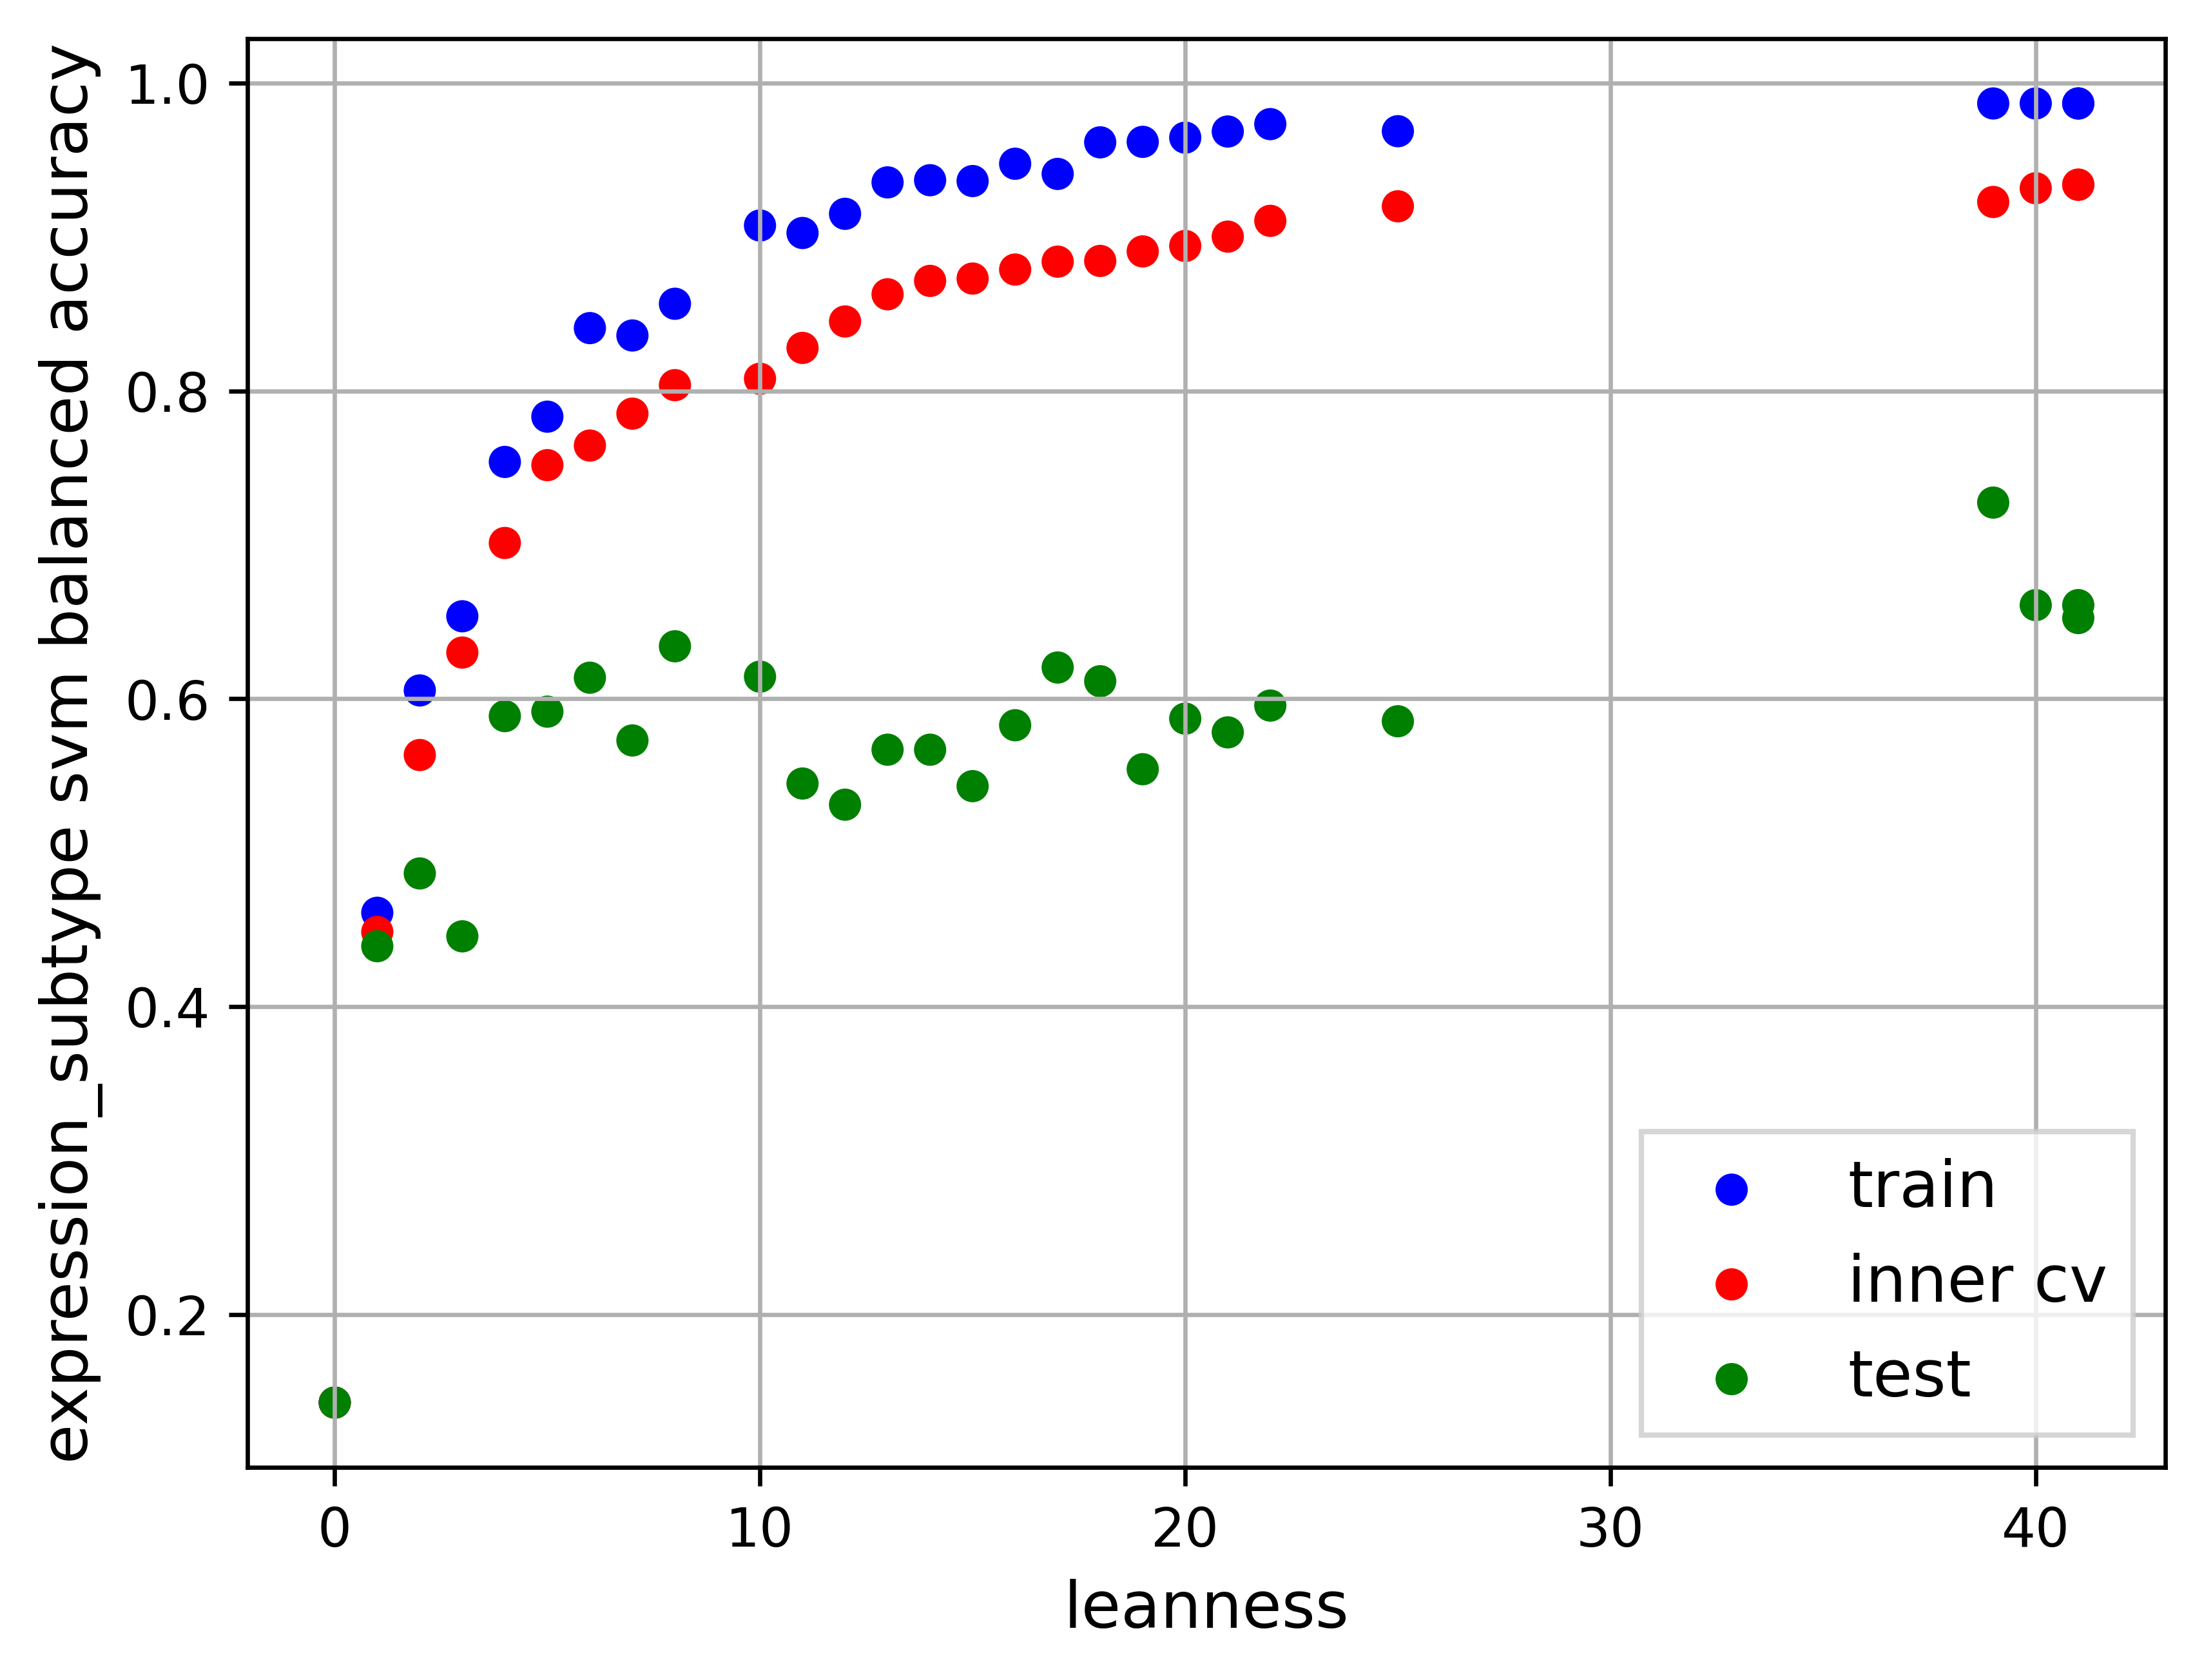 expression_subtype svm balanced accuracy
1.0
0.8
0.6
0.4
0.2
0 10 20 30 40
leanness
train
inner cv
test